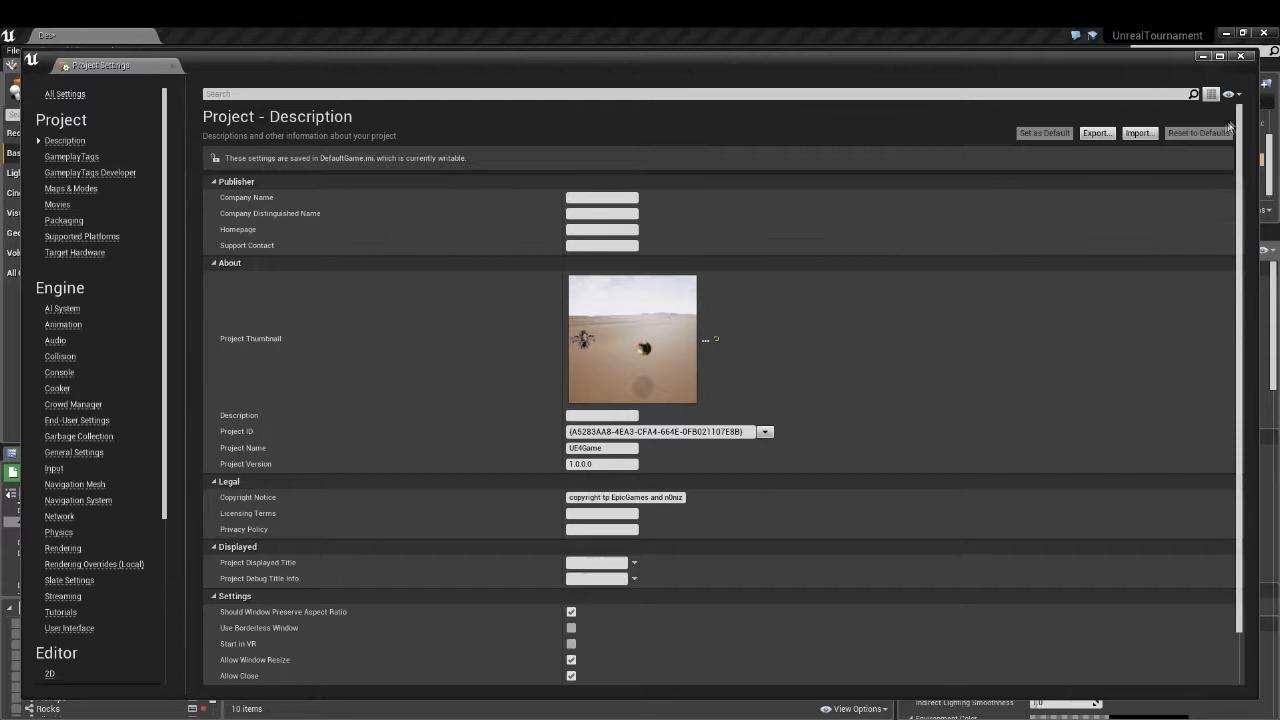 Des*
UnrealTournament
File
Project Settings
All Settings
Project
Description
GameplayTags
GameplayTags Developer
Maps & Modes
Movies
Packaging
Supported Platforms
Target Hardware
Engine
AI System
Animation
Audio
Collision
Console
Cooker
Crowd Manager
End-User Settings
Garbage Collection
General Settings
Input
Navigation Mesh
Navigation System
Network
Physics
Rendering
Rendering Overrides (Local)
Slate Settings
Streaming
Tutorials
User Interface
Editor
2D
Search
Project - Description
Descriptions and other information about your project.
Set as Default
Export...
Import...
Reset to Defaults
These settings are saved in DefaultGame.ini, which is currently writable.
Publisher
Company Name
Company Distinguished Name
Homepage
Support Contact
About
Project Thumbnail
...
Description
Project ID {A5283AA8-4EA3-CFA4-664E-0FB021107E8B}
Project Name UE4Game
Project Version 1.0.0.0
Legal
Copyright Notice copyright tp EpicGames and n0niz
Licensing Terms
Privacy Policy
Displayed
Project Displayed Title
Project Debug Title Info
Settings
Should Window Preserve Aspect Ratio
Use Borderless Window
Start in VR
Allow Window Resize
Allow Close
Rocks
10 items
View Options
Indirect Lighting Smoothness 1.0